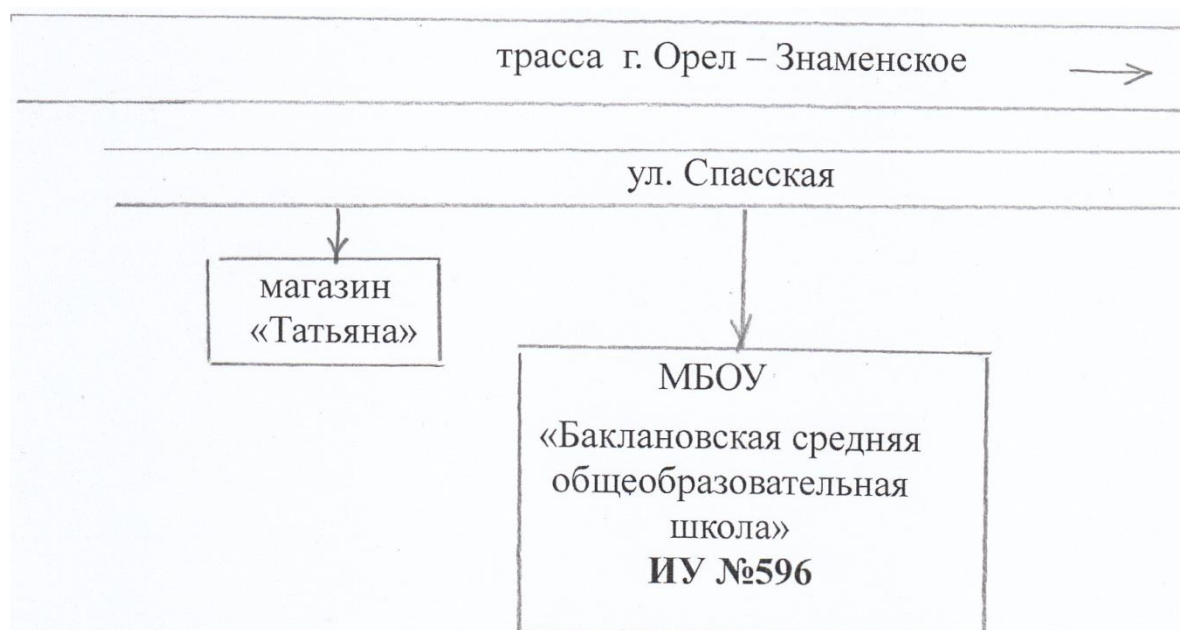 трасса г. Орел – Знаменское
ул. Спасская
магазин
«Татьяна»
МБОУ
«Баклановская средняя
общеобразовательная
школа»
ИУ №596